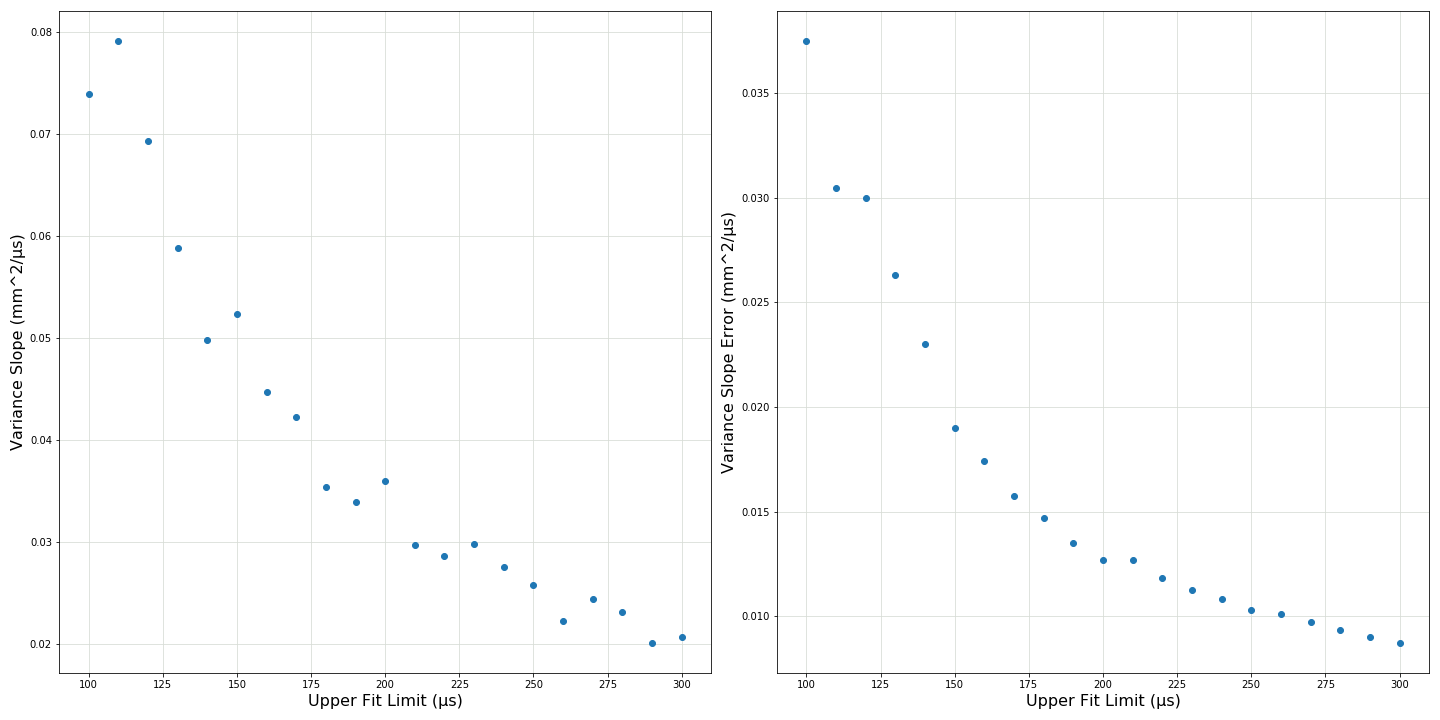 0.08
0.07
0.06
0.05
0.04
0.03
0.02
Variance Slope (mm^2/µs)
100 125 150 175 200 225 250 275 300
Upper Fit Limit (µs)
0.035
0.030
0.025
0.020
0.015
0.010
Variance Slope Error (mm^2/µs)
100 125 150 175 200 225 250 275 300
Upper Fit Limit (µs)